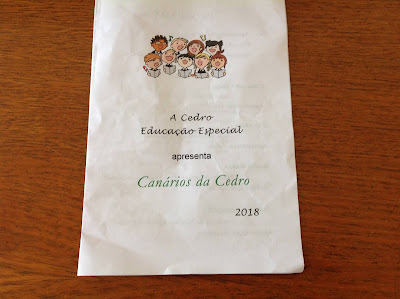 A Cedro
Educação Especial
apresenta
Canários da Cedro
2018